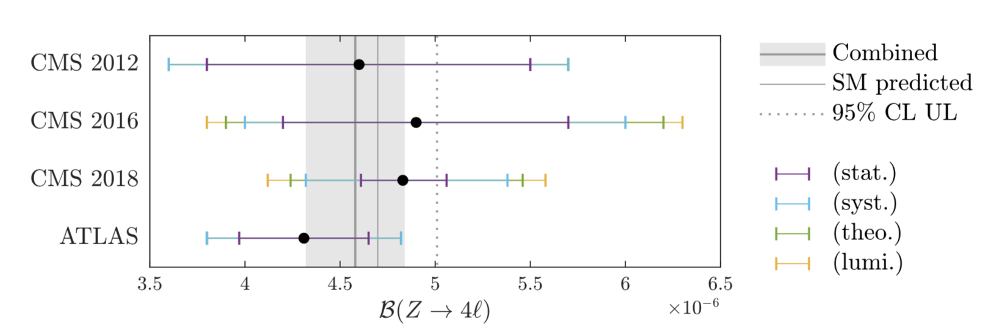 CMS 2012
CMS 2016
CMS 2018
ATLAS
3.5 4 4.5 5 5.5 6 6.5
×10⁻⁶
ℬ(Z → 4ℓ)
Combined
SM predicted
95% CL UL
(stat.)
(syst.)
(theo.)
(lumi.)